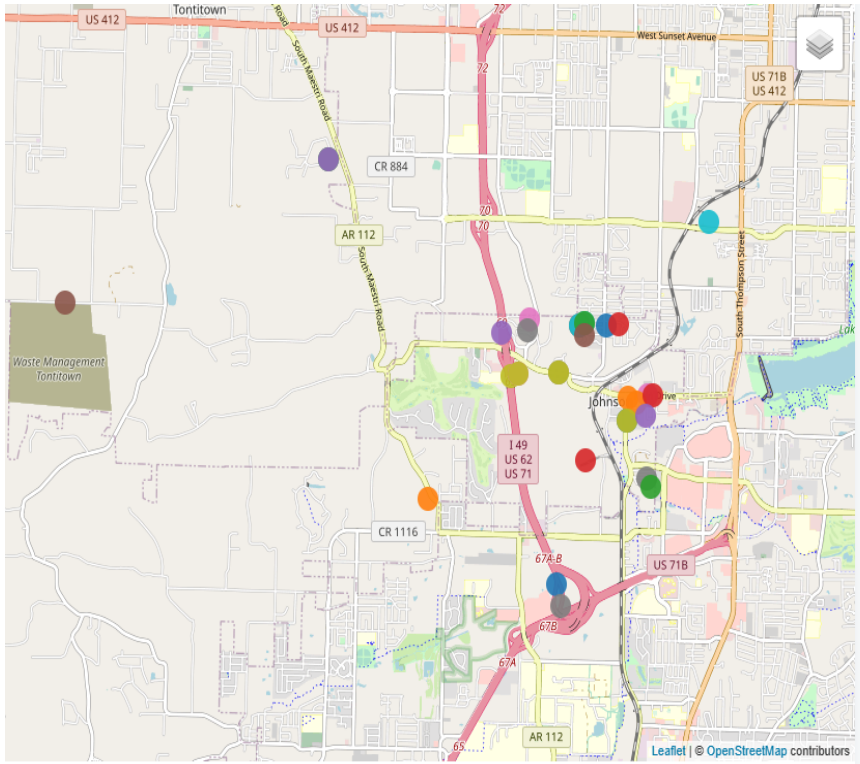 Tontitown
72
US 412
US 412
Road
West Sunset Avenue
72
US 71B
US 412
South Maestri Road
CR 884
70
70
AR 112
South Maestri Road
South Thompson Street
Waste Management
Tontitown
I 49
US 62
US 71
CR 1116
67A-B
US 71B
67B
67A
65
AR 112
Leaflet | © OpenStreetMap contributors